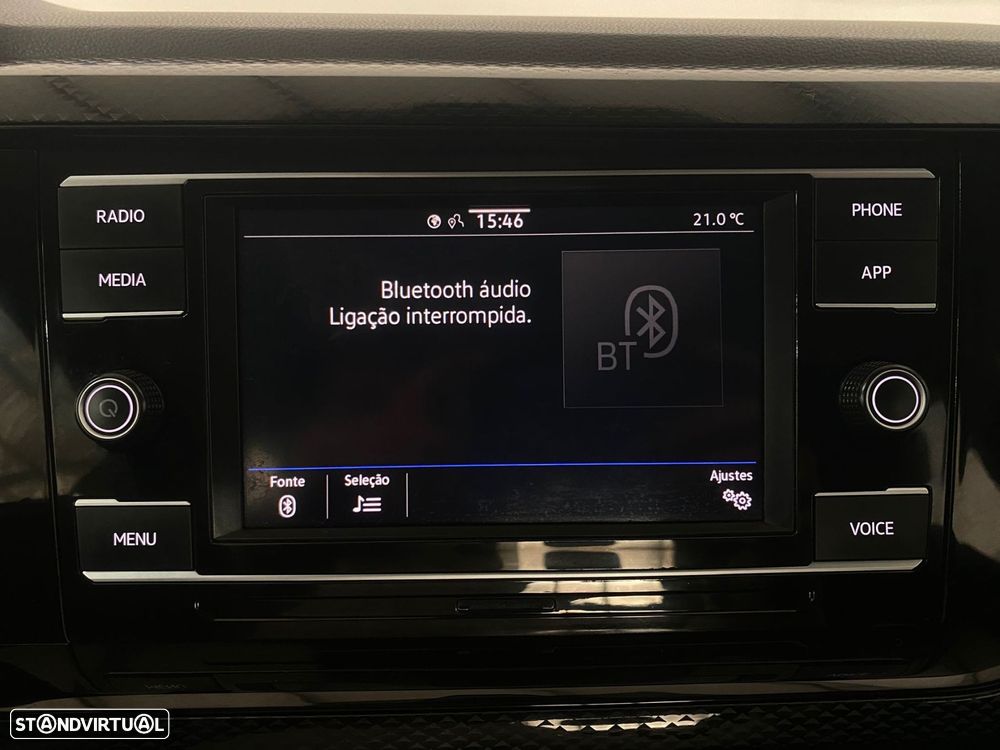 RADIO
MEDIA
MENU
PHONE
APP
VOICE
15:46
21.0 °C
Bluetooth áudio
Ligação interrompida.
BT
Fonte
Seleção
Ajustes
STANDVIRTUAL